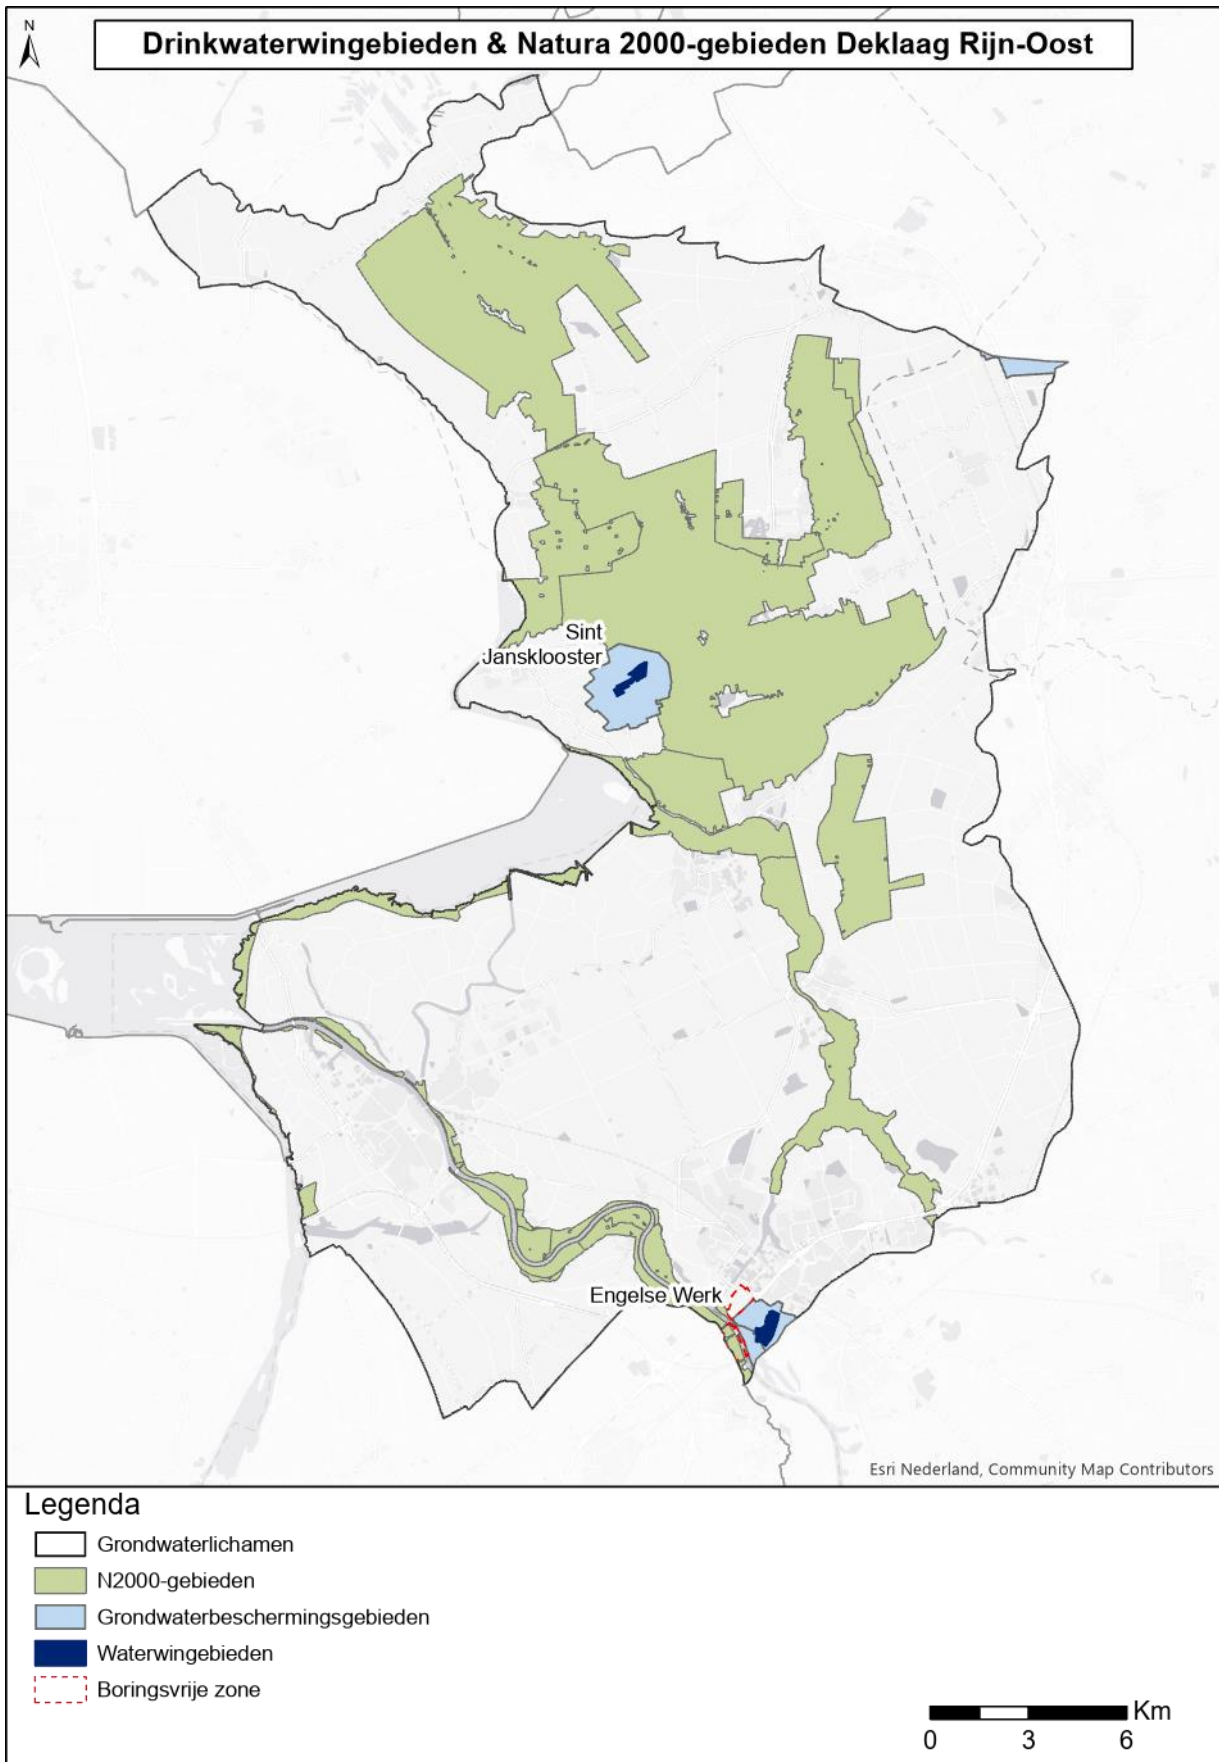 N
Drinkwaterwingebieden & Natura 2000-gebieden Deklaag Rijn-Oost
Sint
Jansklooster
Engelse Werk
Esri Nederland, Community Map Contributors
Legenda
Grondwaterlichamen
N2000-gebieden
Grondwaterbeschermingsgebieden
Waterwingebieden
Boringsvrije zone
Km
0 3 6